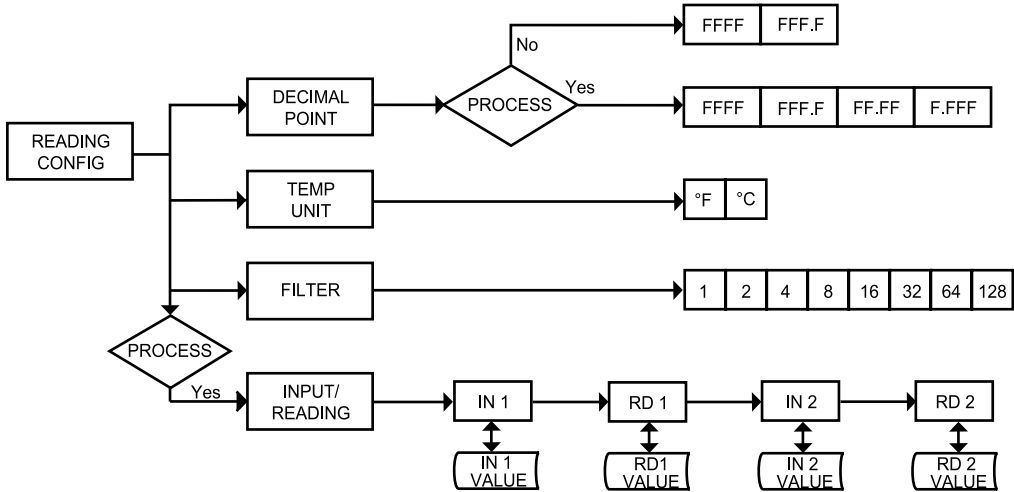 FFFF FFF.F
No
DECIMAL
POINT
PROCESS
Yes
FFFF FFF.F FF.FF F.FFF
READING
CONFIG
TEMP
UNIT
°F °C
FILTER
1 2 4 8 16 32 64 128
PROCESS
Yes
INPUT/
READING
IN 1
RD 1
IN 2
RD 2
IN 1
VALUE
RD1
VALUE
IN 2
VALUE
RD 2
VALUE